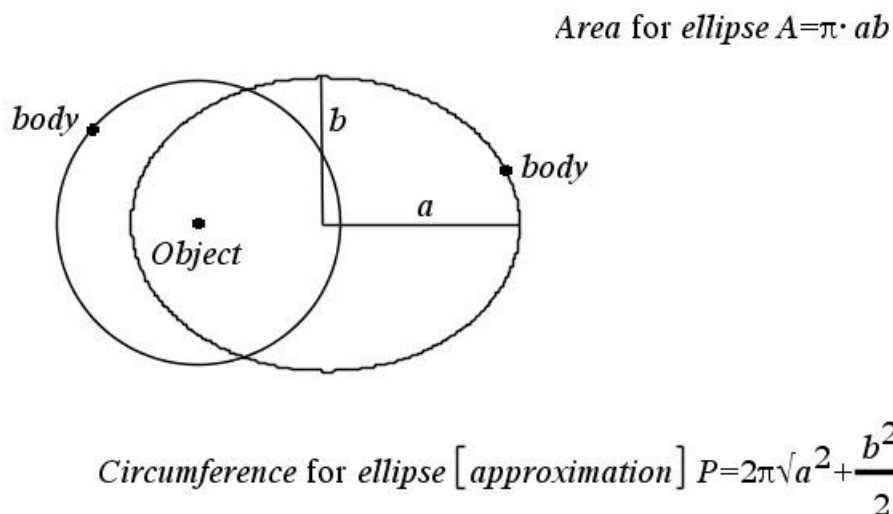 Area for ellipse A=π· ab
b
body
body
a
Object
Circumference for ellipse [approximation] P=2π√a²+b²/2